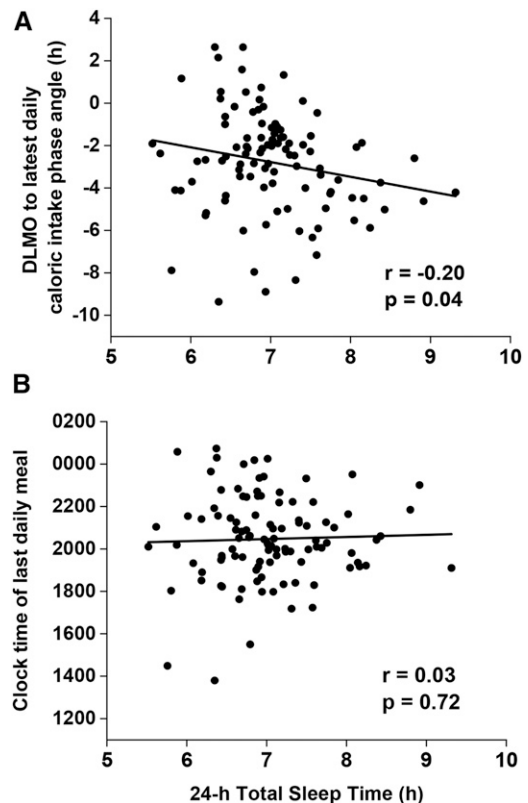 A
DLMO to latest daily
caloric intake phase angle (h)
4
2
0
-2
-4
-6
-8
-10
r = -0.20
p = 0.04
5 6 7 8 9 10
B
Clock time of last daily meal
0200
0000
2200
2000
1800
1600
1400
1100
r = 0.03
p = 0.72
5 6 7 8 9 10
24-h Total Sleep Time (h)